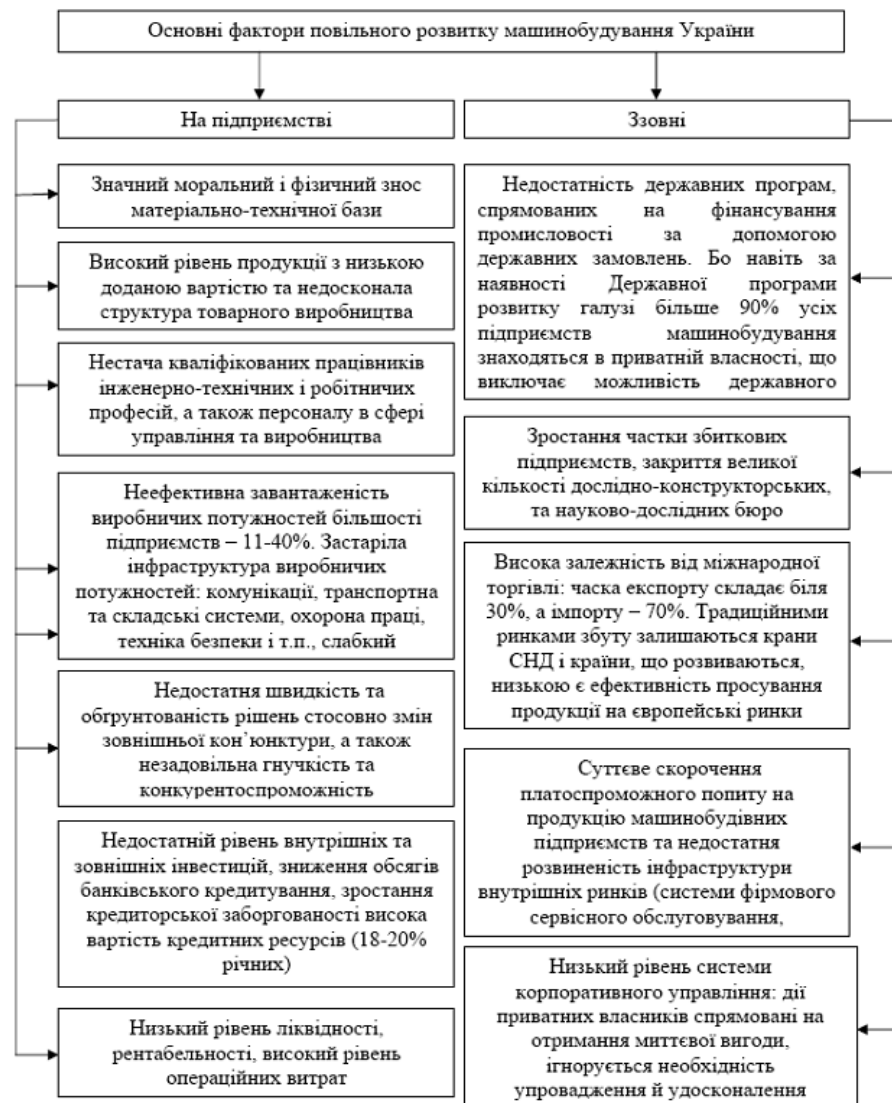 Основні фактори повільного розвитку машинобудування України
На підприємстві
Ззовні
Значний моральний і фізичний знос
матеріально-технічної бази
Високий рівень продукції з низькою
доданою вартістю та недосконала
структура товарного виробництва
Нестача кваліфікованих працівників
інженерно-технічних і робітничих
професій, а також персоналу в сфері
управління та виробництва
Неефективна завантаженість
виробничих потужностей більшості
підприємств – 11-40%. Застаріла
інфраструктура виробничих
потужностей: комунікації, транспортна
та складські системи, охорона праці,
техніка безпеки і т.п., слабкий
Недостатня швидкість та
обґрунтованість рішень стосовно змін
зовнішньої кон’юнктури, а також
незадовільна гнучкість та
конкурентоспроможність
Недостатній рівень внутрішніх та
зовнішніх інвестицій, зниження обсягів
банківського кредитування, зростання
кредиторської заборгованості висока
вартість кредитних ресурсів (18-20%
річних)
Низький рівень ліквідності,
рентабельності, високий рівень
операційних витрат
Недостатність державних програм,
спрямованих на фінансування
промисловості за допомогою
державних замовлень. Бо навіть за
наявності Державної програми
розвитку галузі більше 90% усіх
підприємств машинобудування
знаходяться в приватній власності, що
виключає можливість державного
Зростання частки збиткових
підприємств, закриття великої
кількості дослідно-конструкторських,
та науково-дослідних бюро
Висока залежність від міжнародної
торгівлі: часка експорту складає біля
30%, а імпорту – 70%. Традиційними
ринками збуту залишаються крани
СНД і країни, що розвиваються,
низькою є ефективність просування
продукції на європейські ринки
Суттєве скорочення
платоспроможного попиту на
продукцію машинобудівних
підприємств та недостатня
розвиненість інфраструктури
внутрішніх ринків (системи фірмового
сервісного обслуговування,
Низький рівень системи
корпоративного управління: дії
приватних власників спрямовані на
отримання миттєвої вигоди,
ігнорується необхідність
упровадження й удосконалення